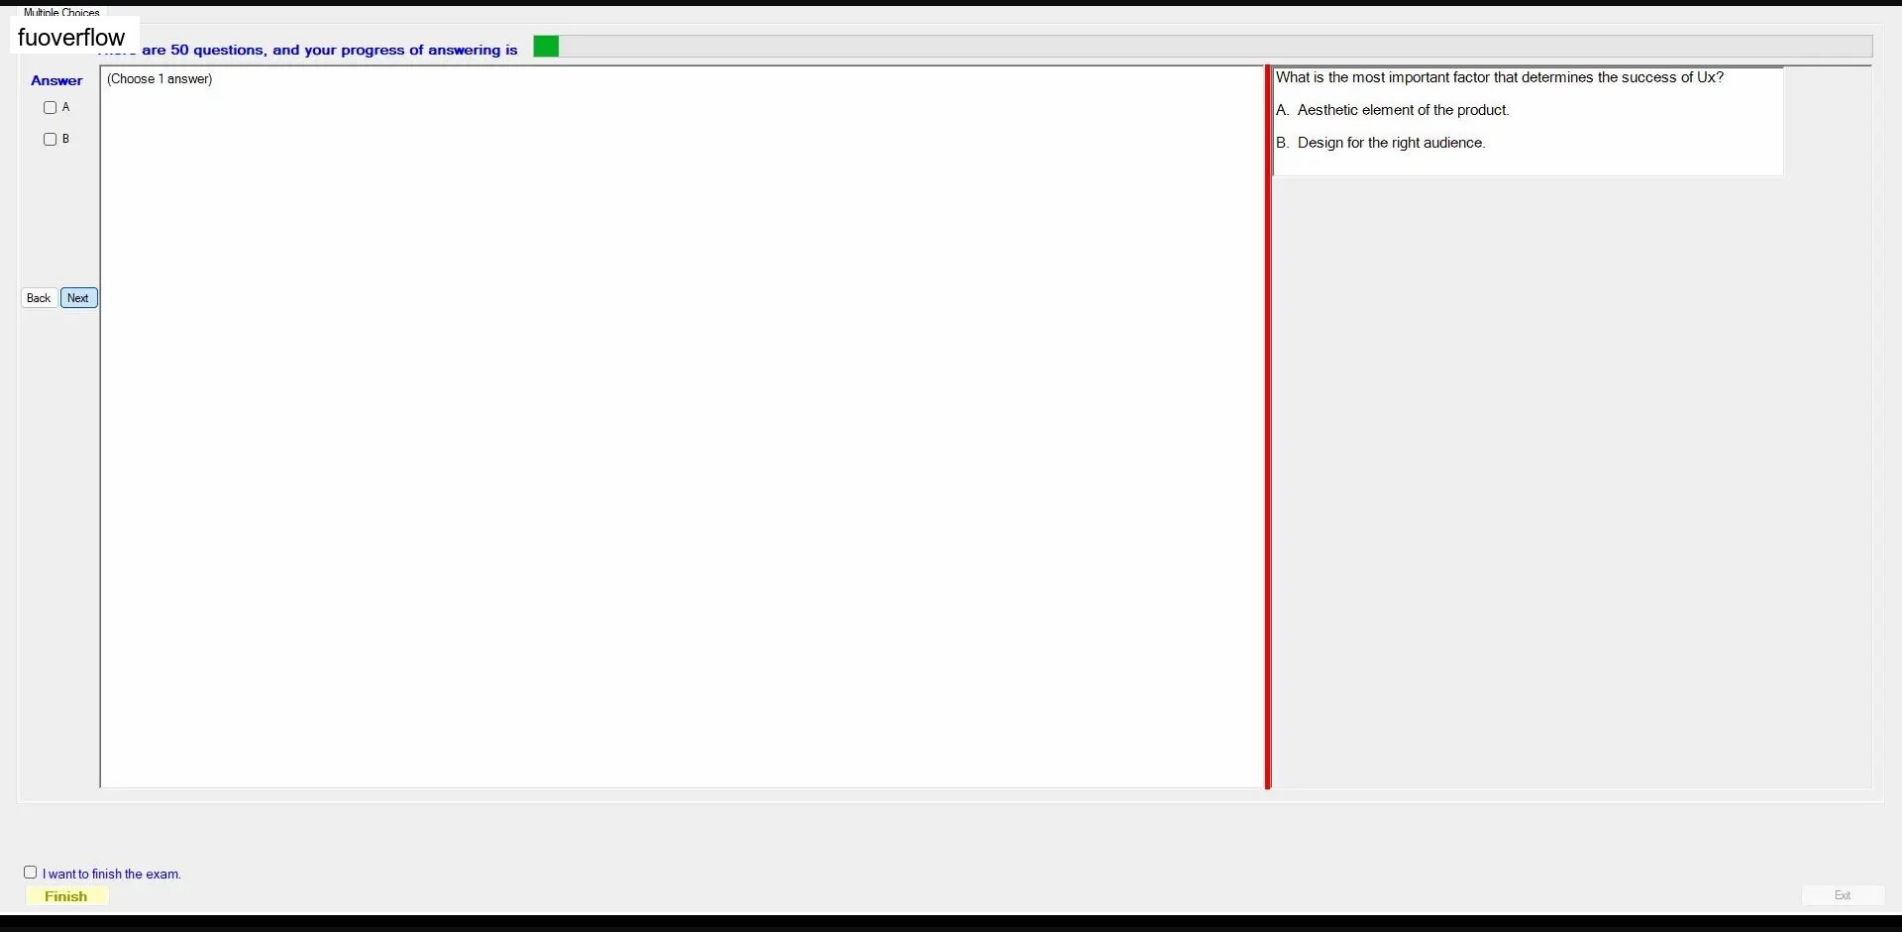 Multiple Choices
fuoverflow
are 50 questions, and your progress of answering is
Answer
(Choose 1 answer)
A
B
Back Next
What is the most important factor that determines the success of Ux?
A. Aesthetic element of the product.
B. Design for the right audience.
I want to finish the exam.
Finish
Exit